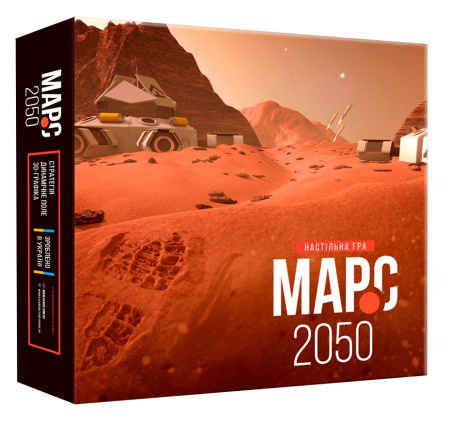 МАРС
2050
СТРАТЕГІЯ
ДИНАМІЧНЕ ПОЛЕ
3D-ГРАФІКА
ЗРОБЛЕНО
В УКРАЇНІ
НАСТІЛЬНА ГРА
МАРС
2050